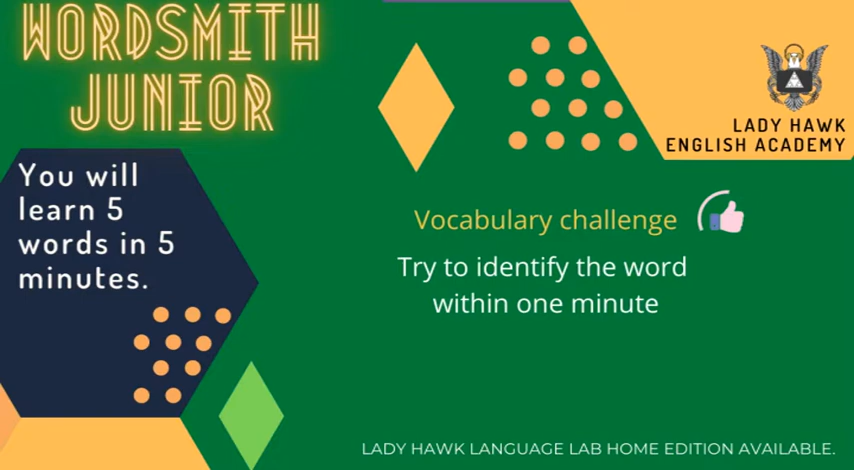 WORDSMITH
JUNIOR
LADY HAWK
ENGLISH ACADEMY
You will
learn 5
words in 5
minutes.
Vocabulary challenge
Try to identify the word
within one minute
LADY HAWK LANGUAGE LAB HOME EDITION AVAILABLE.